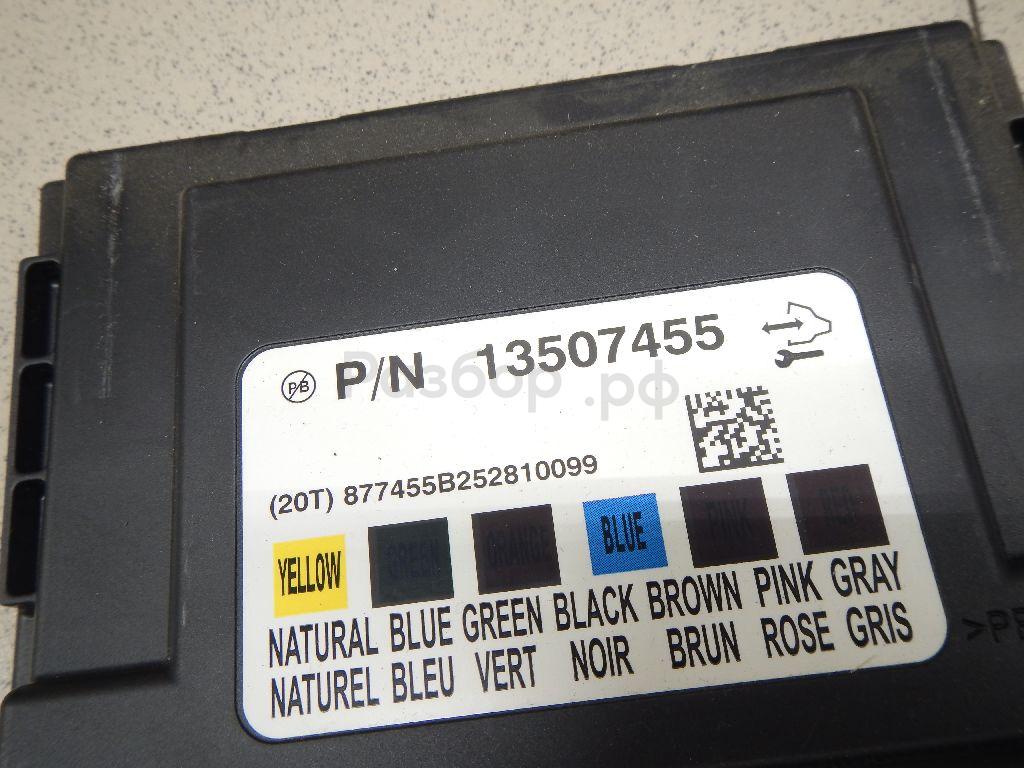 P/B P/N 13507455
Разбор.рф
(20T) 877455B252810099
YELLOW GREEN ORANGE BLUE PINK RED
NATURAL BLUE GREEN BLACK BROWN PINK GRAY
NATUREL BLEU VERT NOIR BRUN ROSE GRIS